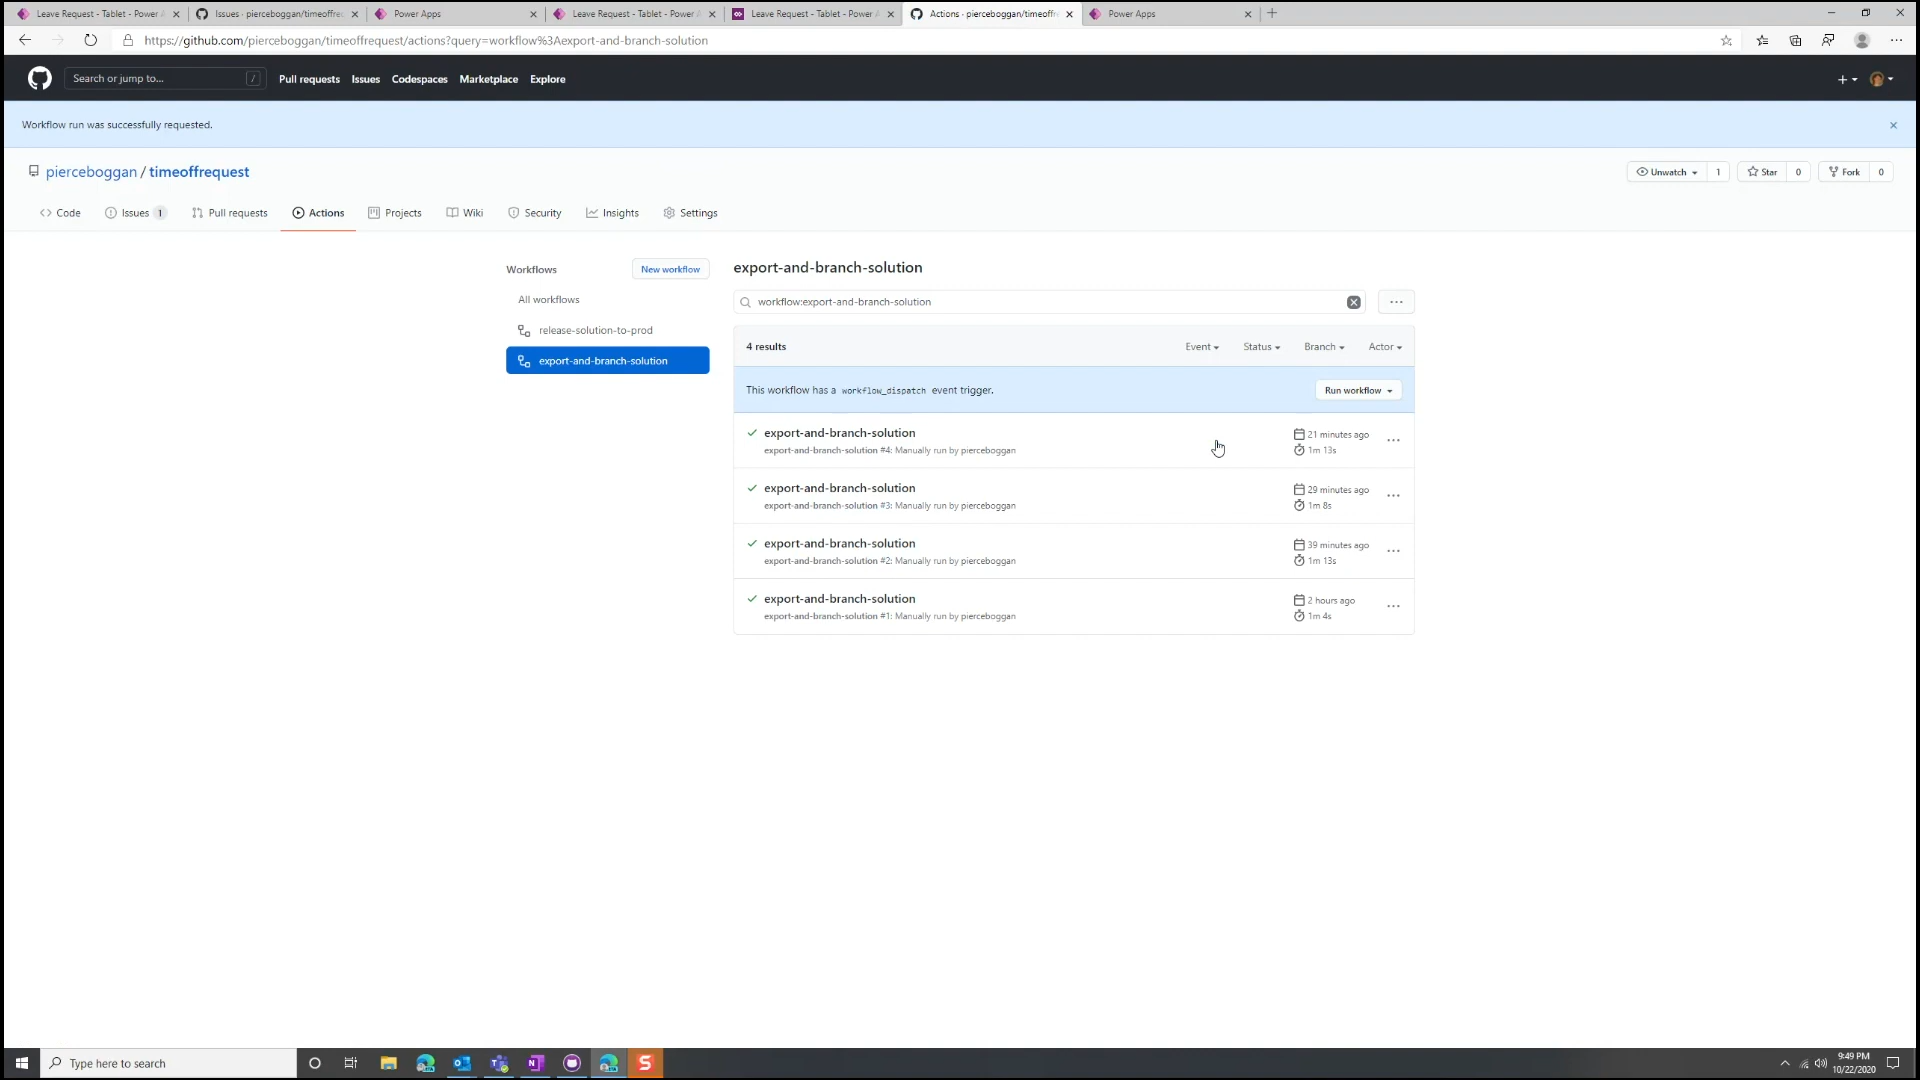 Leave Request - Tablet - Power A
Issues · pierceboggan/timeoffrec
Power Apps
Leave Request - Tablet - Power A
Leave Request - Tablet - Power A
Actions · pierceboggan/timeoffr
Power Apps
https://github.com/pierceboggan/timeoffrequest/actions?query=workflow%3Aexport-and-branch-solution
Search or jump to...
/
Pull requests Issues Codespaces Marketplace Explore
Workflow run was successfully requested.
pierceboggan / timeoffrequest
Unwatch 1 Star 0 Fork 0
Code Issues 1 Pull requests Actions Projects Wiki Security Insights Settings
Workflows
New workflow
All workflows
release-solution-to-prod
export-and-branch-solution
export-and-branch-solution
workflow:export-and-branch-solution
4 results
Event Status Branch Actor
This workflow has a workflow_dispatch event trigger.
Run workflow
export-and-branch-solution
export-and-branch-solution #4: Manually run by pierceboggan
21 minutes ago
1m 13s
export-and-branch-solution
export-and-branch-solution #3: Manually run by pierceboggan
29 minutes ago
1m 8s
export-and-branch-solution
export-and-branch-solution #2: Manually run by pierceboggan
39 minutes ago
1m 13s
export-and-branch-solution
export-and-branch-solution #1: Manually run by pierceboggan
2 hours ago
1m 4s
Type here to search
9:49 PM
10/22/2020